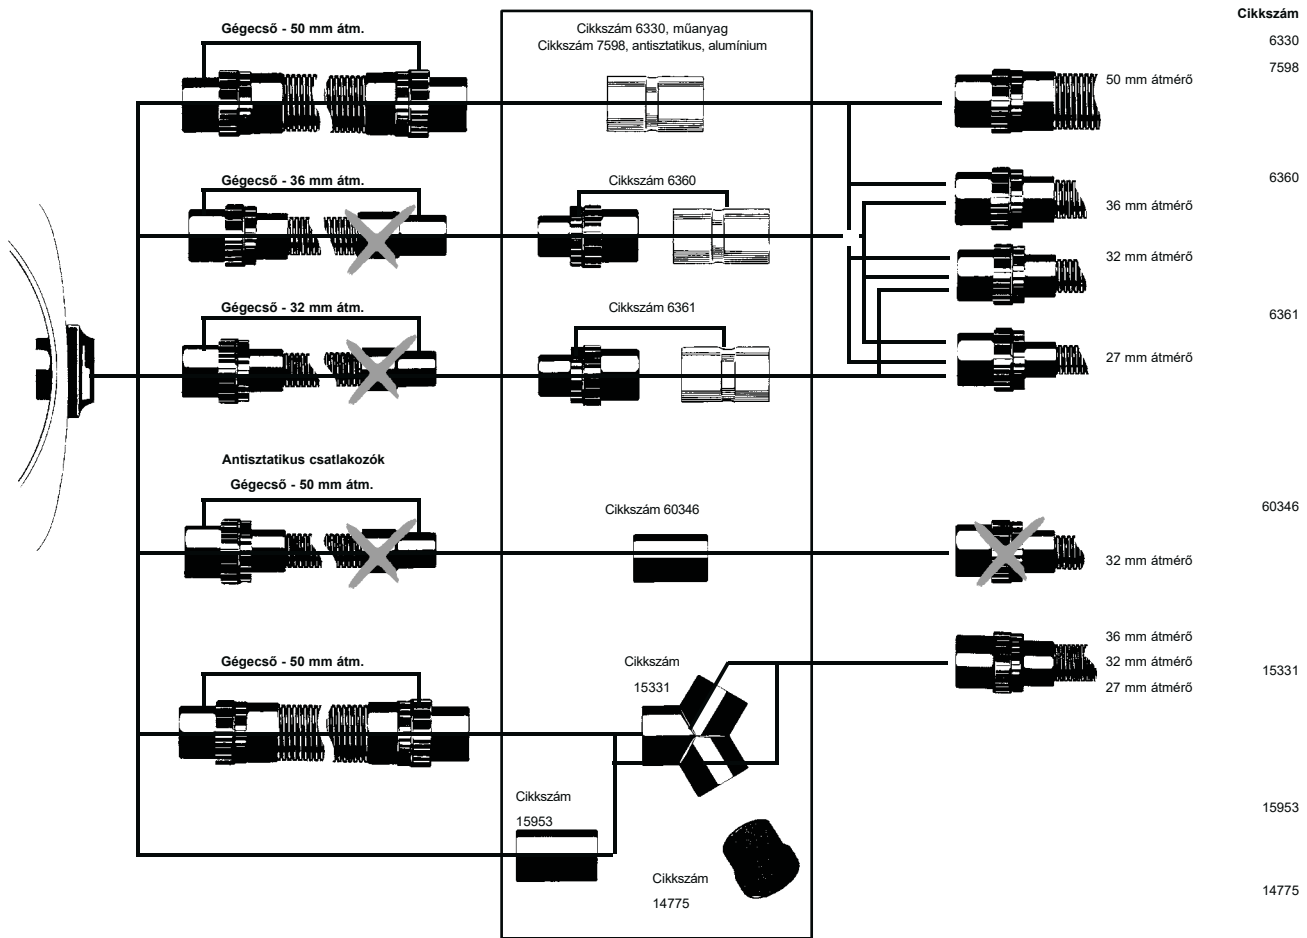 Cikkszám
Gégecső - 50 mm átm.
Cikkszám 6330, műanyag
Cikkszám 7598, antisztatikus, alumínium
6330
7598
50 mm átmérő
Gégecső - 36 mm átm.
Cikkszám 6360
6360
36 mm átmérő
32 mm átmérő
Gégecső - 32 mm átm.
Cikkszám 6361
6361
27 mm átmérő
Antisztatikus csatlakozók
Gégecső - 50 mm átm.
Cikkszám 60346
60346
32 mm átmérő
Gégecső - 50 mm átm.
Cikkszám
15331
36 mm átmérő
32 mm átmérő
27 mm átmérő
15331
Cikkszám
15953
15953
Cikkszám
14775
14775